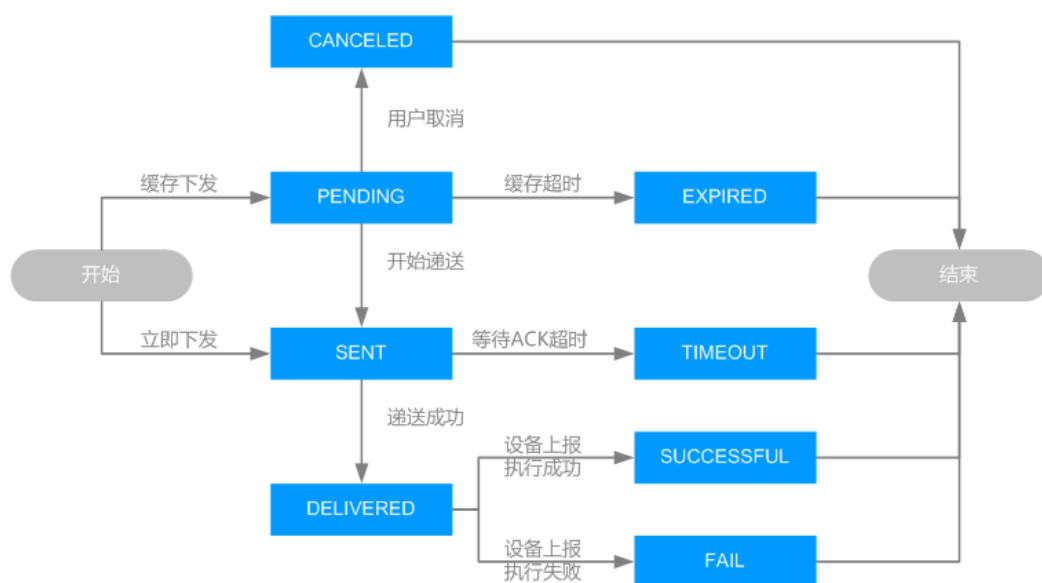 CANCELED
用户取消
缓存下发
PENDING
缓存超时
EXPIRED
开始
开始递送
结束
立即下发
SENT
等待ACK超时
TIMEOUT
递送成功
设备上报
执行成功
SUCCESSFUL
DELIVERED
设备上报
执行失败
FAIL